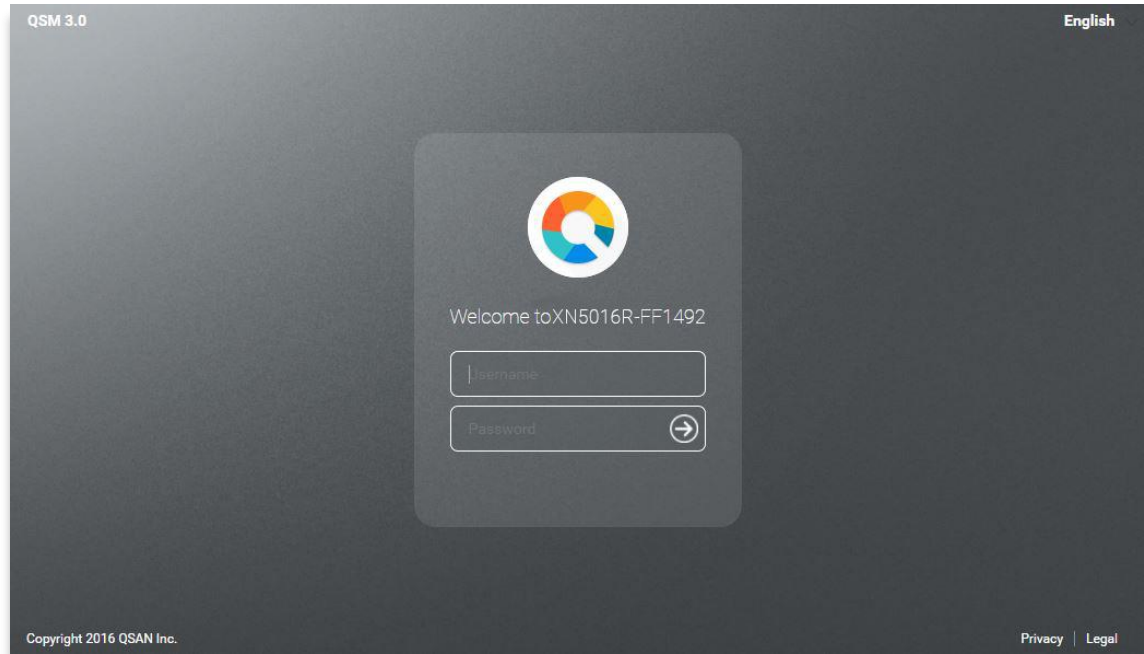 QSM 3.0
English
Welcome toXN5016R-FF1492
Username
Password
Copyright 2016 QSAN Inc.
Privacy | Legal